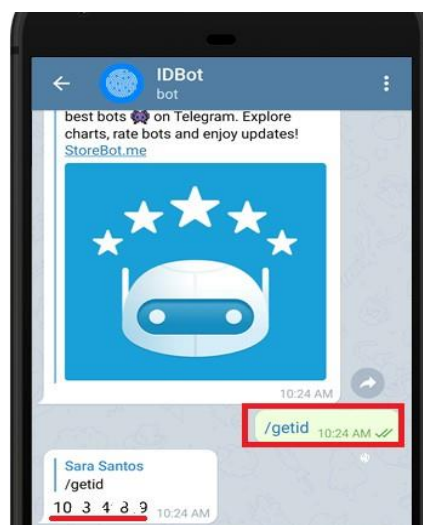 IDBot
bot
best bots 👾 on Telegram. Explore
charts, rate bots and enjoy updates!
StoreBot.me
10:24 AM
/getid 10:24 AM
Sara Santos
/getid
10:24 AM